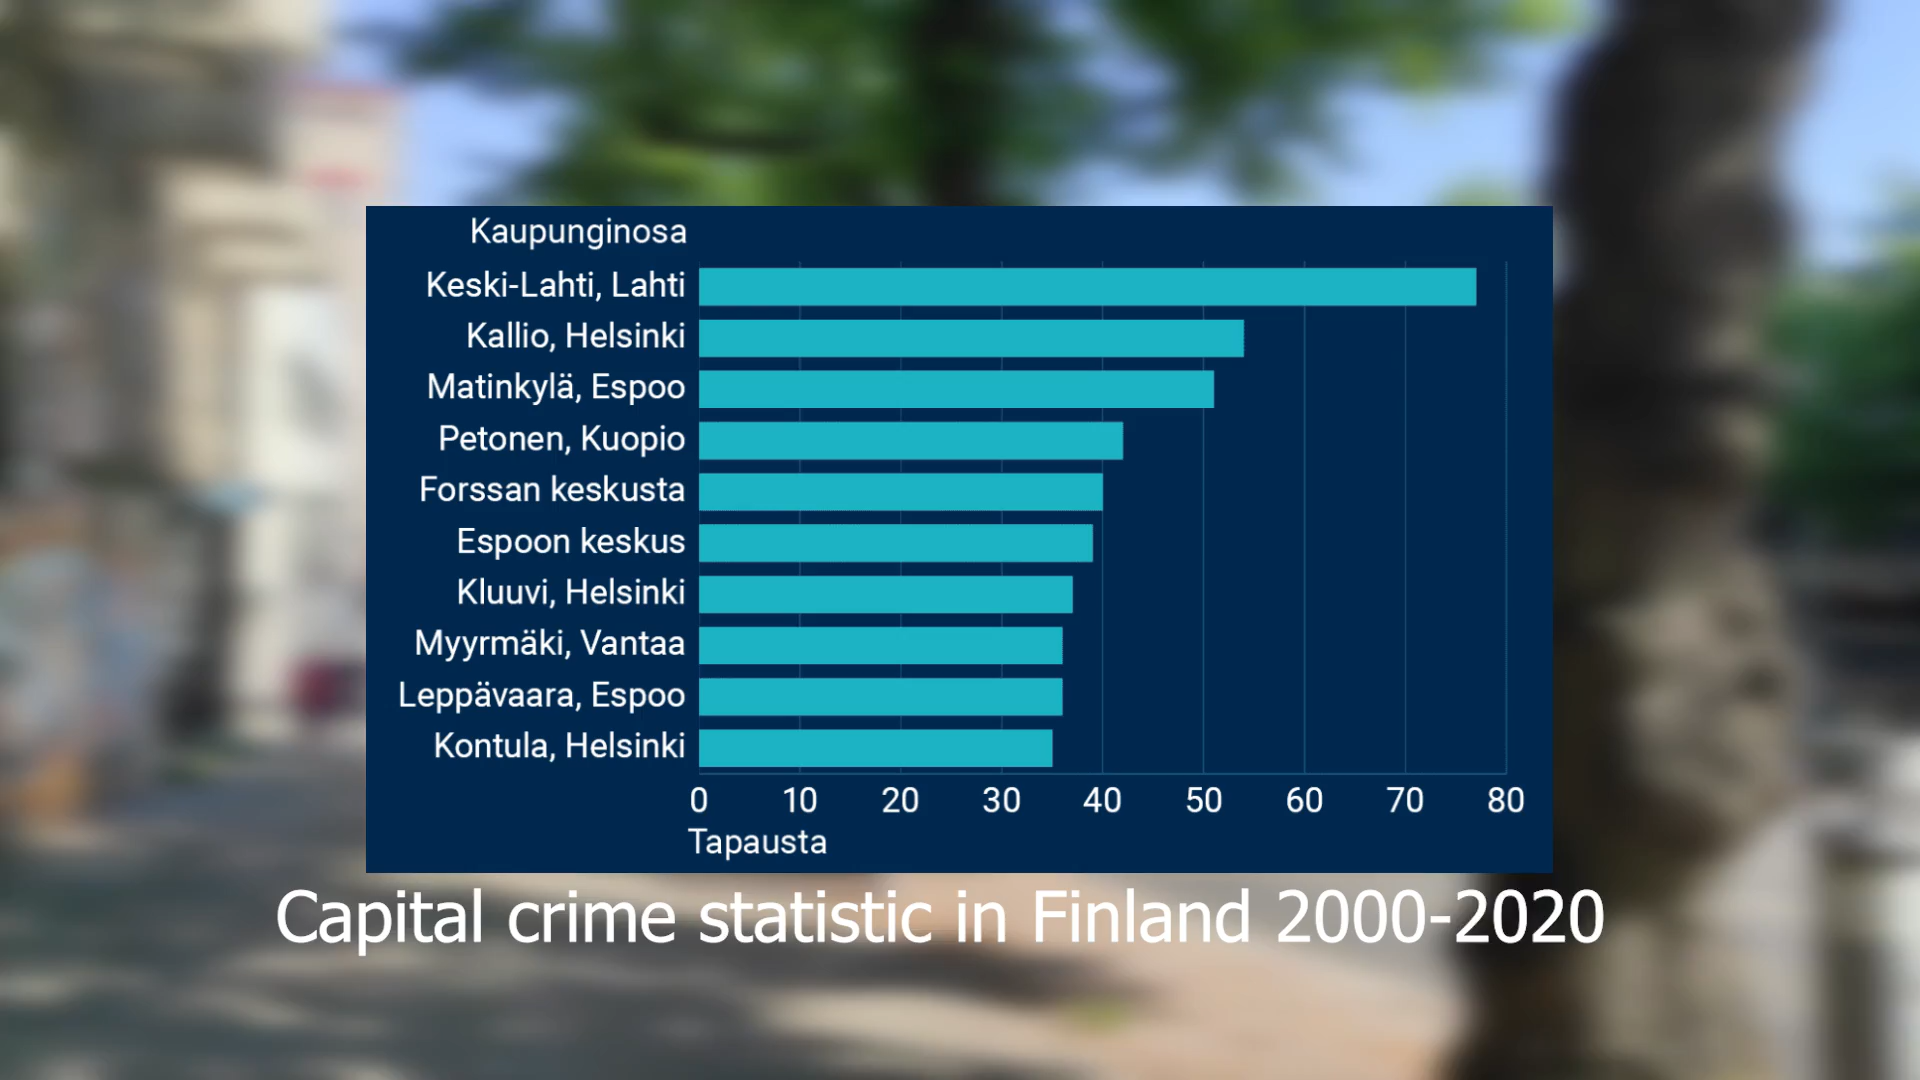 Kaupunginosa
Keski-Lahti, Lahti
Kallio, Helsinki
Matinkylä, Espoo
Petonen, Kuopio
Forssan keskusta
Espoon keskus
Kluuvi, Helsinki
Myyrmäki, Vantaa
Leppävaara, Espoo
Kontula, Helsinki
0 10 20 30 40 50 60 70 80
Tapausta
Capital crime statistic in Finland 2000-2020